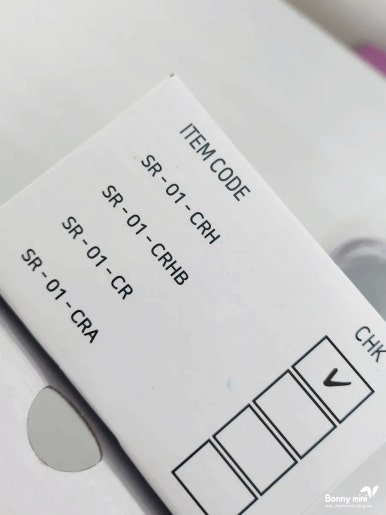 ITEM CODE CHK
SR - 01 - CRH V
SR - 01 - CRHB
SR - 01 - CR
SR - 01 - CRA
Bonny mini